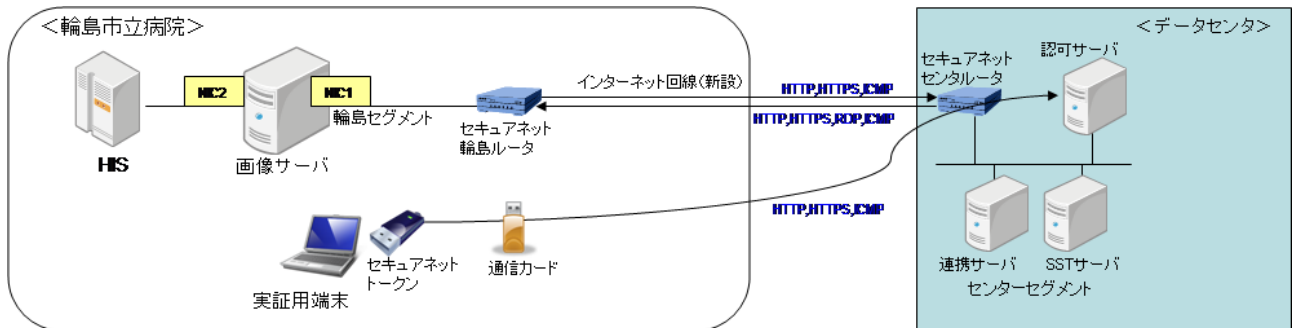 ＜輪島市立病院＞
＜データセンタ＞
認可サーバ
セキュアネット
センタルータ
インターネット回線(新設)
HTTP,HTTPS,ICMP
NIC2
NIC1
輪島セグメント
HTTP,HTTPS,RDP,ICMP
セキュアネット
輪島ルータ
HIS
画像サーバ
HTTP,HTTPS,ICMP
セキュアネット
トークン
通信カード
実証用端末
連携サーバ
SSTサーバ
センターセグメント